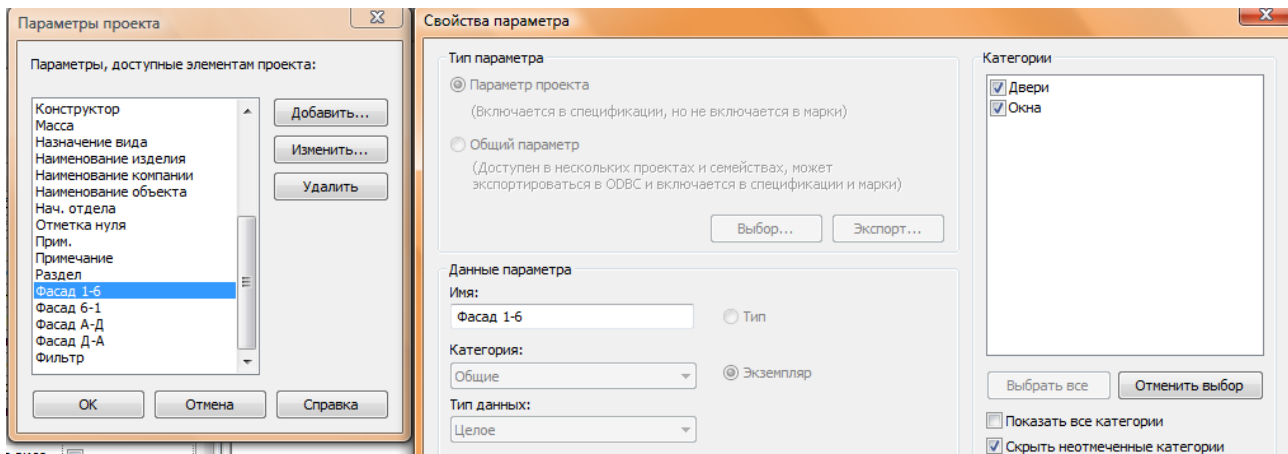 Параметры проекта
Параметры, доступные элементам проекта:
Конструктор
Масса
Назначение вида
Наименование изделия
Наименование компании
Наименование объекта
Нач. отдела
Отметка нуля
Прим.
Примечание
Раздел
Фасад 1-6
Фасад 6-1
Фасад А-Д
Фасад Д-А
Фильтр
Добавить...
Изменить...
Удалить
ОК
Отмена
Справка
Свойства параметра
Тип параметра
Параметр проекта
(Включается в спецификации, но не включается в марки)
Общий параметр
(Доступен в нескольких проектах и семействах, может
экспортироваться в ODBC и включается в спецификации и марки)
Выбор...
Экспорт...
Данные параметра
Имя:
Фасад 1-6
Тип
Категория:
Общие
Экземпляр
Тип данных:
Целое
Категории
Двери
Окна
Выбрать все
Отменить выбор
Показать все категории
Скрыть неотмеченные категории